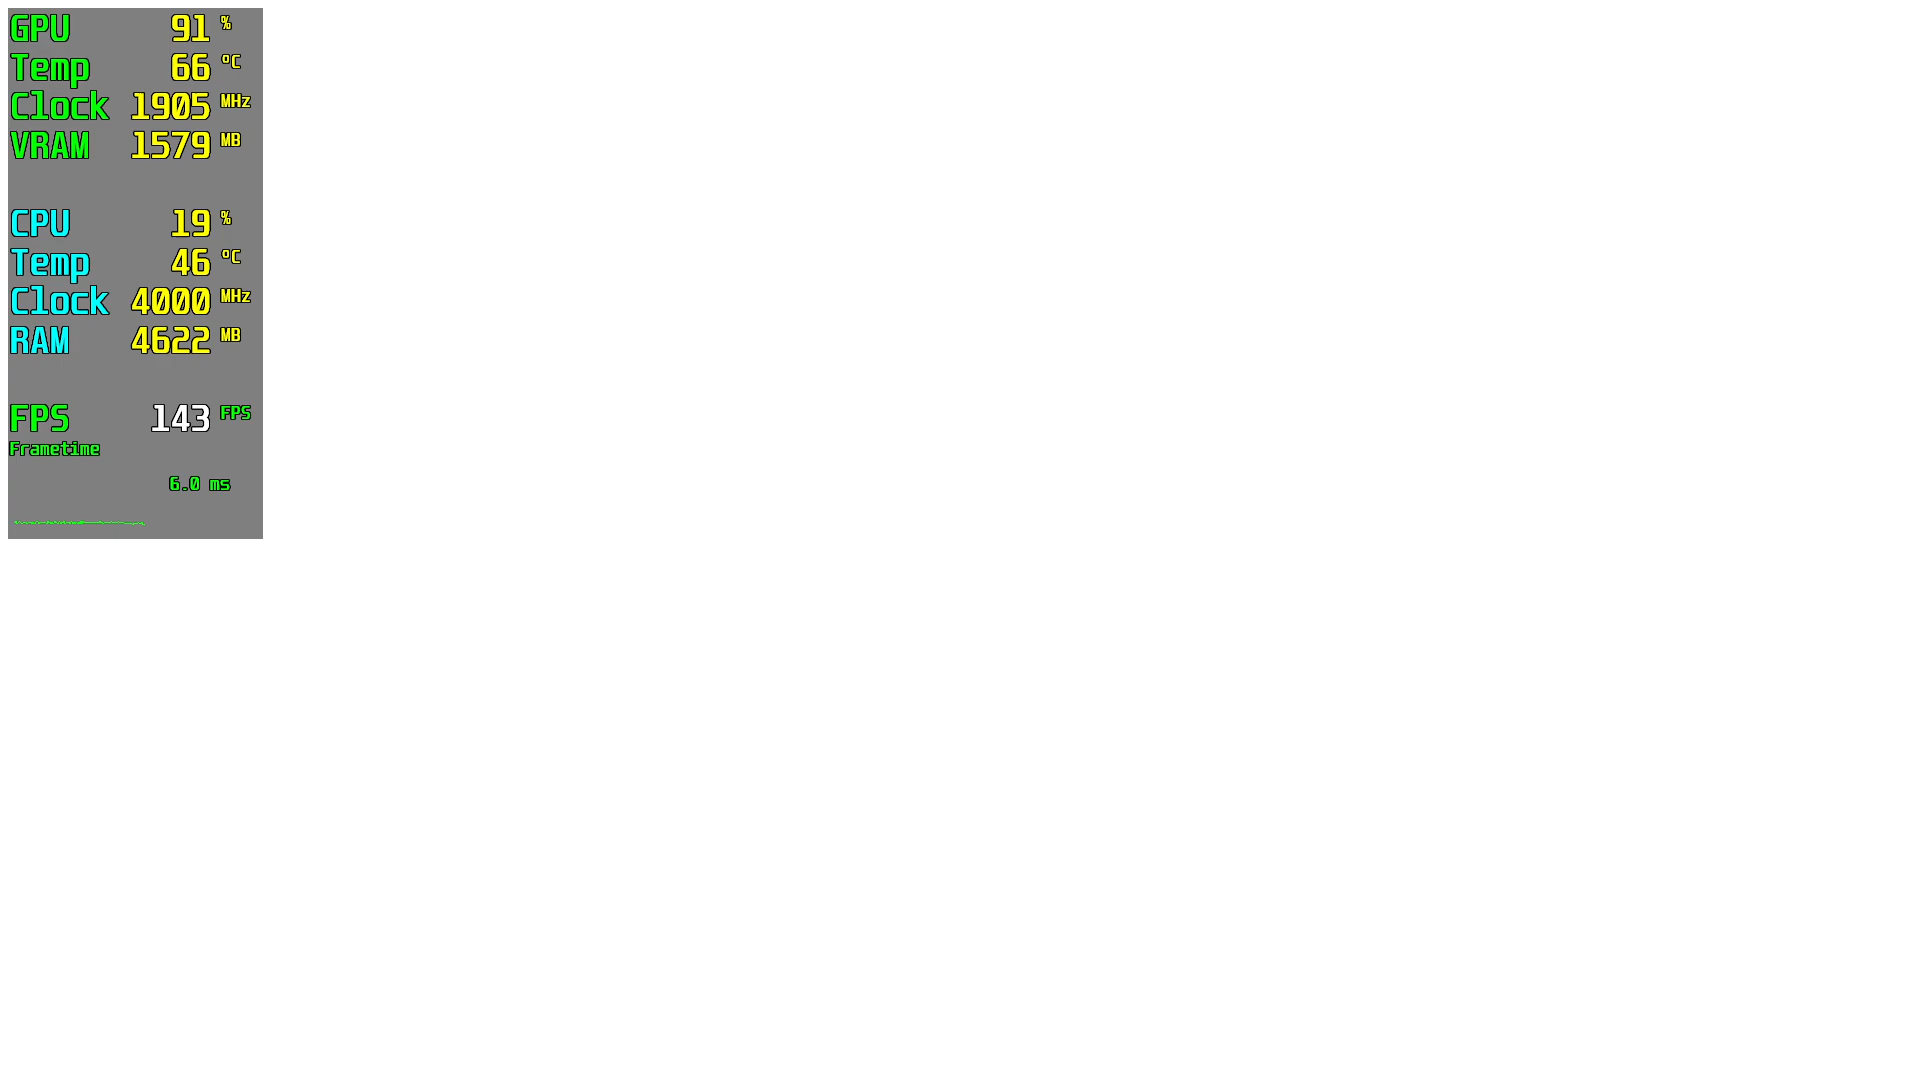 GPU 91 %
Temp 66 °C
Clock 1905 MHz
VRAM 1579 MB
CPU 19 %
Temp 46 °C
Clock 4000 MHz
RAM 4622 MB
FPS 143 FPS
Frametime
6.0 ms